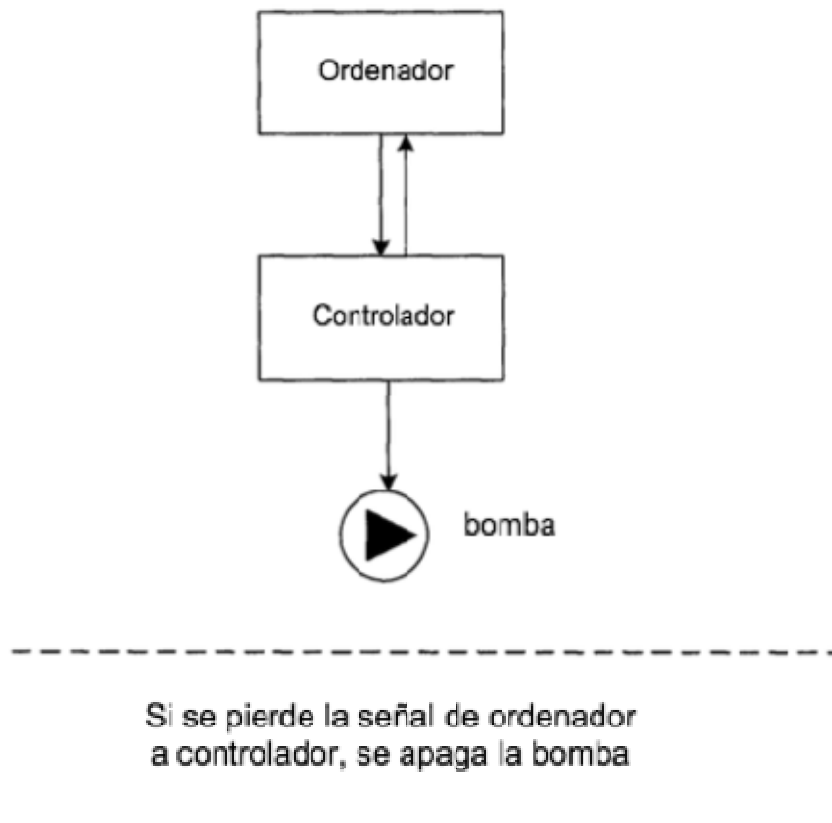 Ordenador
Controlador
bomba
Si se pierde la señal de ordenador
a controlador, se apaga la bomba